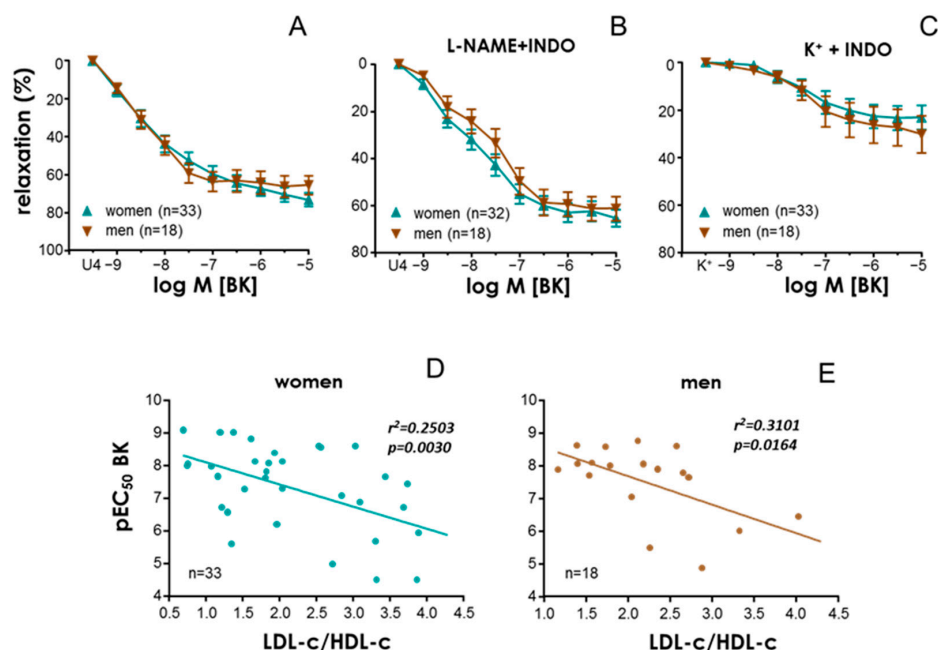 A
relaxation (%)
0
20
40
60
80
100
women (n=33)
men (n=18)
U4 −9 −8 −7 −6 −5
log M [BK]
B
L-NAME+INDO
0
20
40
60
80
women (n=32)
men (n=18)
U4 −9 −8 −7 −6 −5
log M [BK]
C
K⁺ + INDO
0
20
40
60
80
women (n=33)
men (n=18)
K⁺ −9 −8 −7 −6 −5
log M [BK]
D
women
pEC₅₀ BK
10
9
8
7
6
5
4
r²=0.2503
p=0.0030
n=33
0.5 1.0 1.5 2.0 2.5 3.0 3.5 4.0 4.5
LDL-c/HDL-c
E
men
10
9
8
7
6
5
4
r²=0.3101
p=0.0164
n=18
1.0 1.5 2.0 2.5 3.0 3.5 4.0 4.5
LDL-c/HDL-c